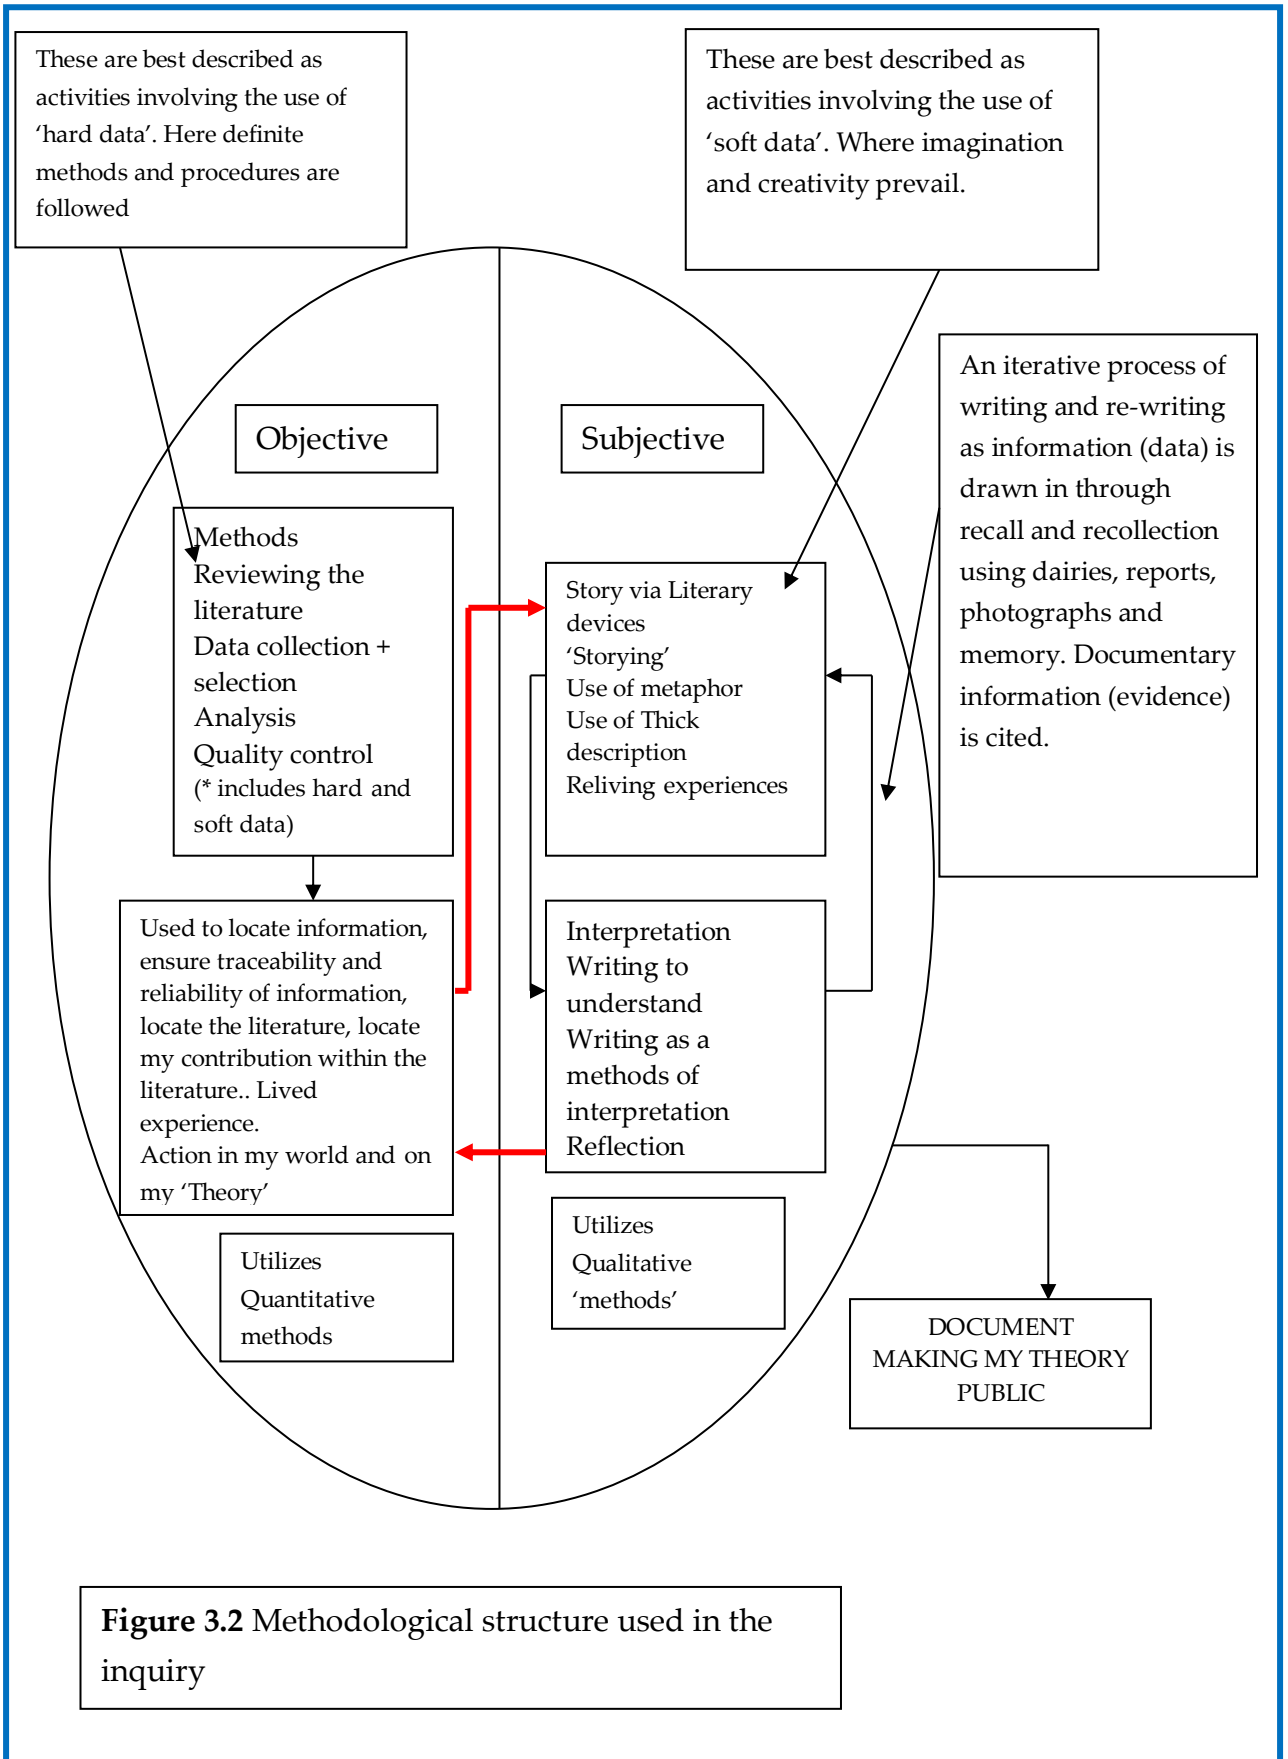 These are best described as
activities involving the use of
‘hard data’. Here definite
methods and procedures are
followed
These are best described as
activities involving the use of
‘soft data’. Where imagination
and creativity prevail.
An iterative process of
writing and re-writing
as information (data) is
drawn in through
recall and recollection
using dairies, reports,
photographs and
memory. Documentary
information (evidence)
is cited.
Objective
Subjective
Methods
Reviewing the
literature
Data collection +
selection
Analysis
Quality control
(* includes hard and
soft data)
Story via Literary
devices
‘Storying’
Use of metaphor
Use of Thick
description
Reliving experiences
Used to locate information,
ensure traceability and
reliability of information,
locate the literature, locate
my contribution within the
literature.. Lived
experience.
Action in my world and on
my ‘Theory’
Interpretation
Writing to
understand
Writing as a
methods of
interpretation
Reflection
Utilizes
Quantitative
methods
Utilizes
Qualitative
‘methods’
DOCUMENT
MAKING MY THEORY
PUBLIC
Figure 3.2 Methodological structure used in the
inquiry